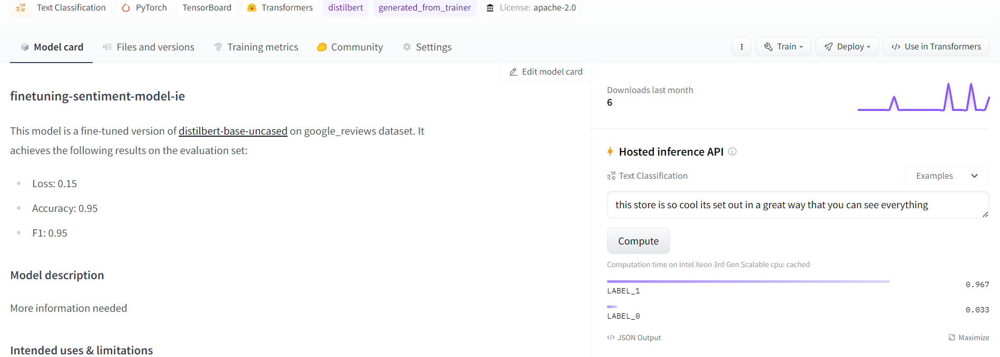 Text Classification PyTorch TensorBoard Transformers distilbert generated_from_trainer License: apache-2.0
Model card Files and versions Training metrics Community Settings Train Deploy Use in Transformers
Edit model card
finetuning-sentiment-model-ie
This model is a fine-tuned version of distilbert-base-uncased on google_reviews dataset. It
achieves the following results on the evaluation set:
Loss: 0.15
Accuracy: 0.95
F1: 0.95
Model description
More information needed
Intended uses & limitations
Downloads last month
6
Hosted inference API
Text Classification Examples
this store is so cool its set out in a great way that you can see everything
Compute
Computation time on Intel Xeon 3rd Gen Scalable cpu: cached
LABEL_1 0.967
LABEL_0 0.033
JSON Output Maximize